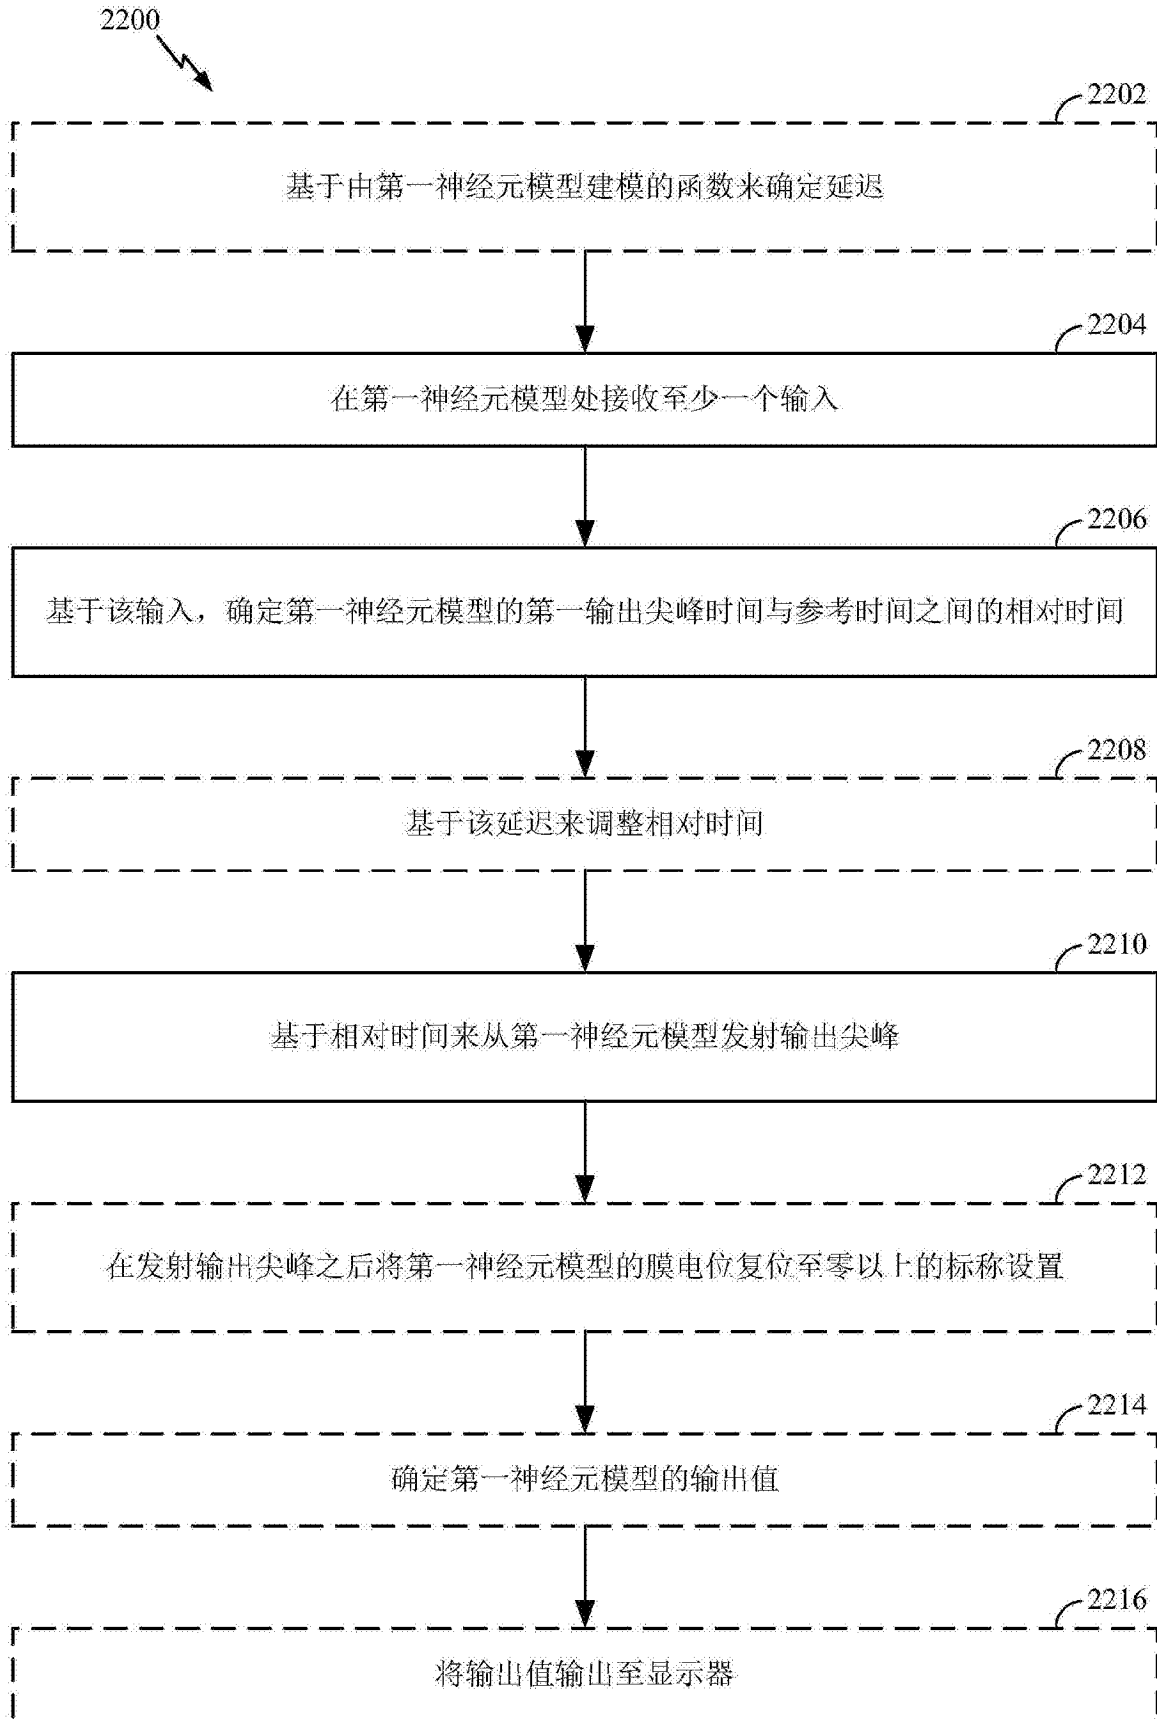 2200
2202
基于由第一神经元模型建模的函数来确定延迟
2204
在第一神经元模型处接收至少一个输入
2206
基于该输入，确定第一神经元模型的第一输出尖峰时间与参考时间之间的相对时间
2208
基于该延迟来调整相对时间
2210
基于相对时间来从第一神经元模型发射输出尖峰
2212
在发射输出尖峰之后将第一神经元模型的膜电位复位至零以上的标称设置
2214
确定第一神经元模型的输出值
2216
将输出值输出至显示器